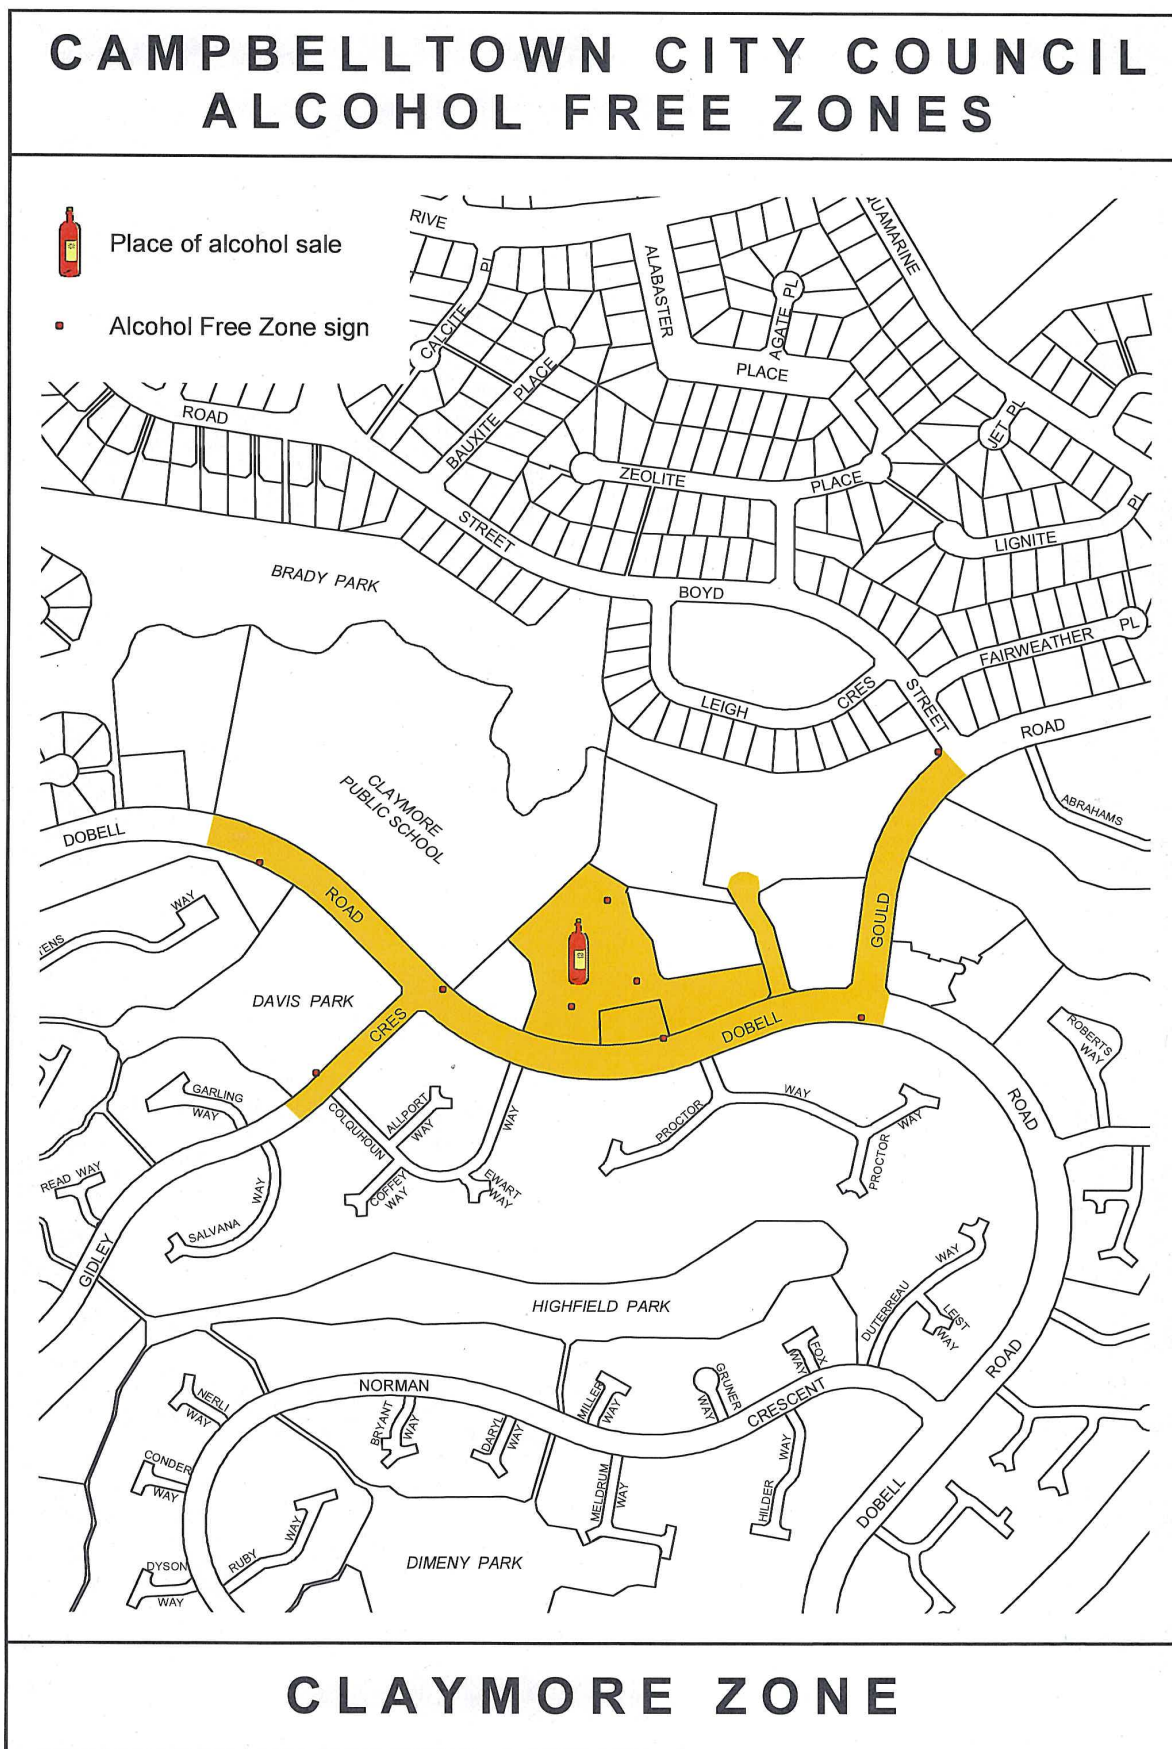 CAMPBELLTOWN CITY COUNCIL
ALCOHOL FREE ZONES
Place of alcohol sale
Alcohol Free Zone sign
RIVE
PL
CALCITE
ALABASTER
PLACE
AGATE PL
QUAMARINE
ROAD
BAUXITE PLACE
JET PL
ZEOLITE
PLACE
PL
LIGNITE
STREET
BRADY PARK
BOYD
PL
FAIRWEATHER
LEIGH
CRES
STREET
ROAD
ABRAHAMS
CLAYMORE
PUBLIC SCHOOL
DOBELL
ROAD
WAY
ENS
GOULD
DAVIS PARK
CRES
DOBELL
ROBERTS
WAY
ROAD
GARLING
WAY
COLQUHOUN
ALLPORT
WAY
WAY
PROCTOR
WAY
WAY
PROCTOR
READ WAY
COFFEY
WAY
EWART
WAY
WAY
SALVANA
GIDLEY
WAY
DUTERREAU
LEIST
WAY
HIGHFIELD PARK
ROAD
FOX
WAY
GRUNER
WAY
CRESCENT
NORMAN
MILLER
WAY
NERLI
WAY
BRYANT
WAY
DARYL
WAY
CONDER
WAY
MELDRUM
WAY
HILDER
WAY
DOBELL
RUBY
WAY
DYSON
WAY
DIMENY PARK
CLAYMORE ZONE